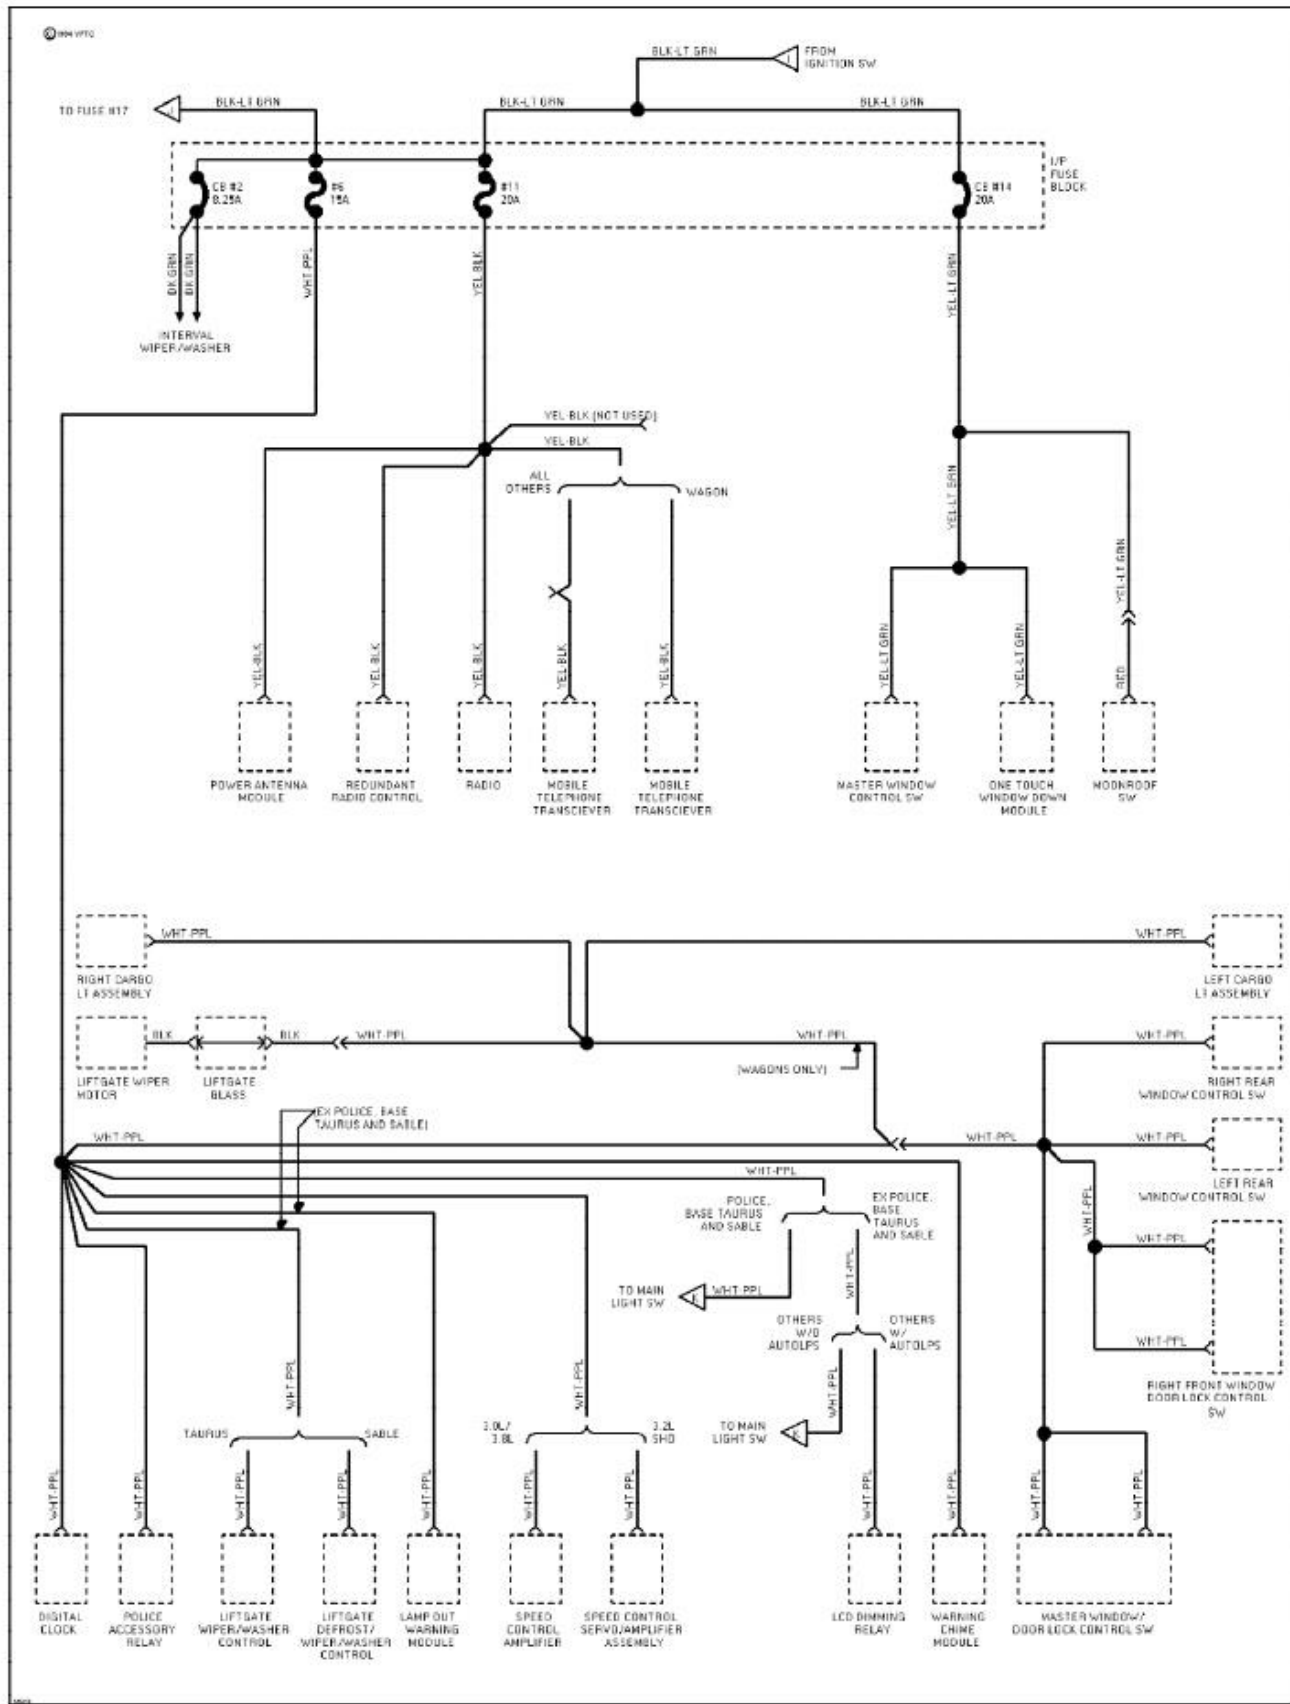 BLK-LT GRN
FROM
IGNITION SW
TO FUSE #17
BLK-LT GRN
BLK-LT GRN
BLK-LT GRN
I/P
FUSE
BLOCK
CB #2
8.25A
#6
15A
#11
20A
CB #14
20A
DK GRN
DK GRN
WHT-PPL
YEL-BLK
YEL-LT GRN
INTERVAL
WIPER/WASHER
YEL-BLK (NOT USED)
YEL-BLK
ALL
OTHERS
WAGON
YEL-LT GRN
YEL-LT GRN
YEL-BLK
YEL-BLK
YEL-BLK
YEL-BLK
YEL-BLK
YEL-LT GRN
YEL-LT GRN
RED
POWER ANTENNA
MODULE
REDUNDANT
RADIO CONTROL
RADIO
MOBILE
TELEPHONE
TRANSCIEVER
MOBILE
TELEPHONE
TRANSCIEVER
MASTER WINDOW
CONTROL SW
ONE TOUCH
WINDOW DOWN
MODULE
MOONROOF
SW
WHT-PPL
WHT-PPL
RIGHT CARGO
LT ASSEMBLY
LEFT CARGO
LT ASSEMBLY
BLK
BLK
WHT-PPL
WHT-PPL
WHT-PPL
(WAGONS ONLY)
LIFTGATE WIPER
MOTOR
LIFTGATE
GLASS
RIGHT REAR
WINDOW CONTROL SW
(EX POLICE, BASE
TAURUS AND SABLE)
WHT-PPL
WHT-PPL
WHT-PPL
WHT-PPL
LEFT REAR
WINDOW CONTROL SW
POLICE,
BASE TAURUS
AND SABLE
EX POLICE,
BASE
TAURUS
AND SABLE
WHT-PPL
WHT-PPL
TO MAIN
LIGHT SW
K
WHT PPL
WHT-PPL
OTHERS
W/O
AUTOLPS
OTHERS
W/
AUTOLPS
WHT-PPL
RIGHT FRONT WINDOW
DOOR LOCK CONTROL
SW
WHT-PPL
WHT-PPL
TAURUS
SABLE
3.0L/
3.8L
3.2L
SHO
TO MAIN
LIGHT SW
K
WHT-PPL
WHT-PPL
WHT-PPL
WHT-PPL
WHT-PPL
WHT-PPL
WHT-PPL
WHT-PPL
WHT-PPL
WHT-PPL
WHT-PPL
DIGITAL
CLOCK
POLICE
ACCESSORY
RELAY
LIFTGATE
WIPER/WASHER
CONTROL
LIFTGATE
DEFROST/
WIPER/WASHER
CONTROL
LAMP OUT
WARNING
MODULE
SPEED
CONTROL
AMPLIFIER
SPEED CONTROL
SERVO/AMPLIFIER
ASSEMBLY
LCD DIMMING
RELAY
WARNING
CHIME
MODULE
MASTER WINDOW/
DOOR LOCK CONTROL SW